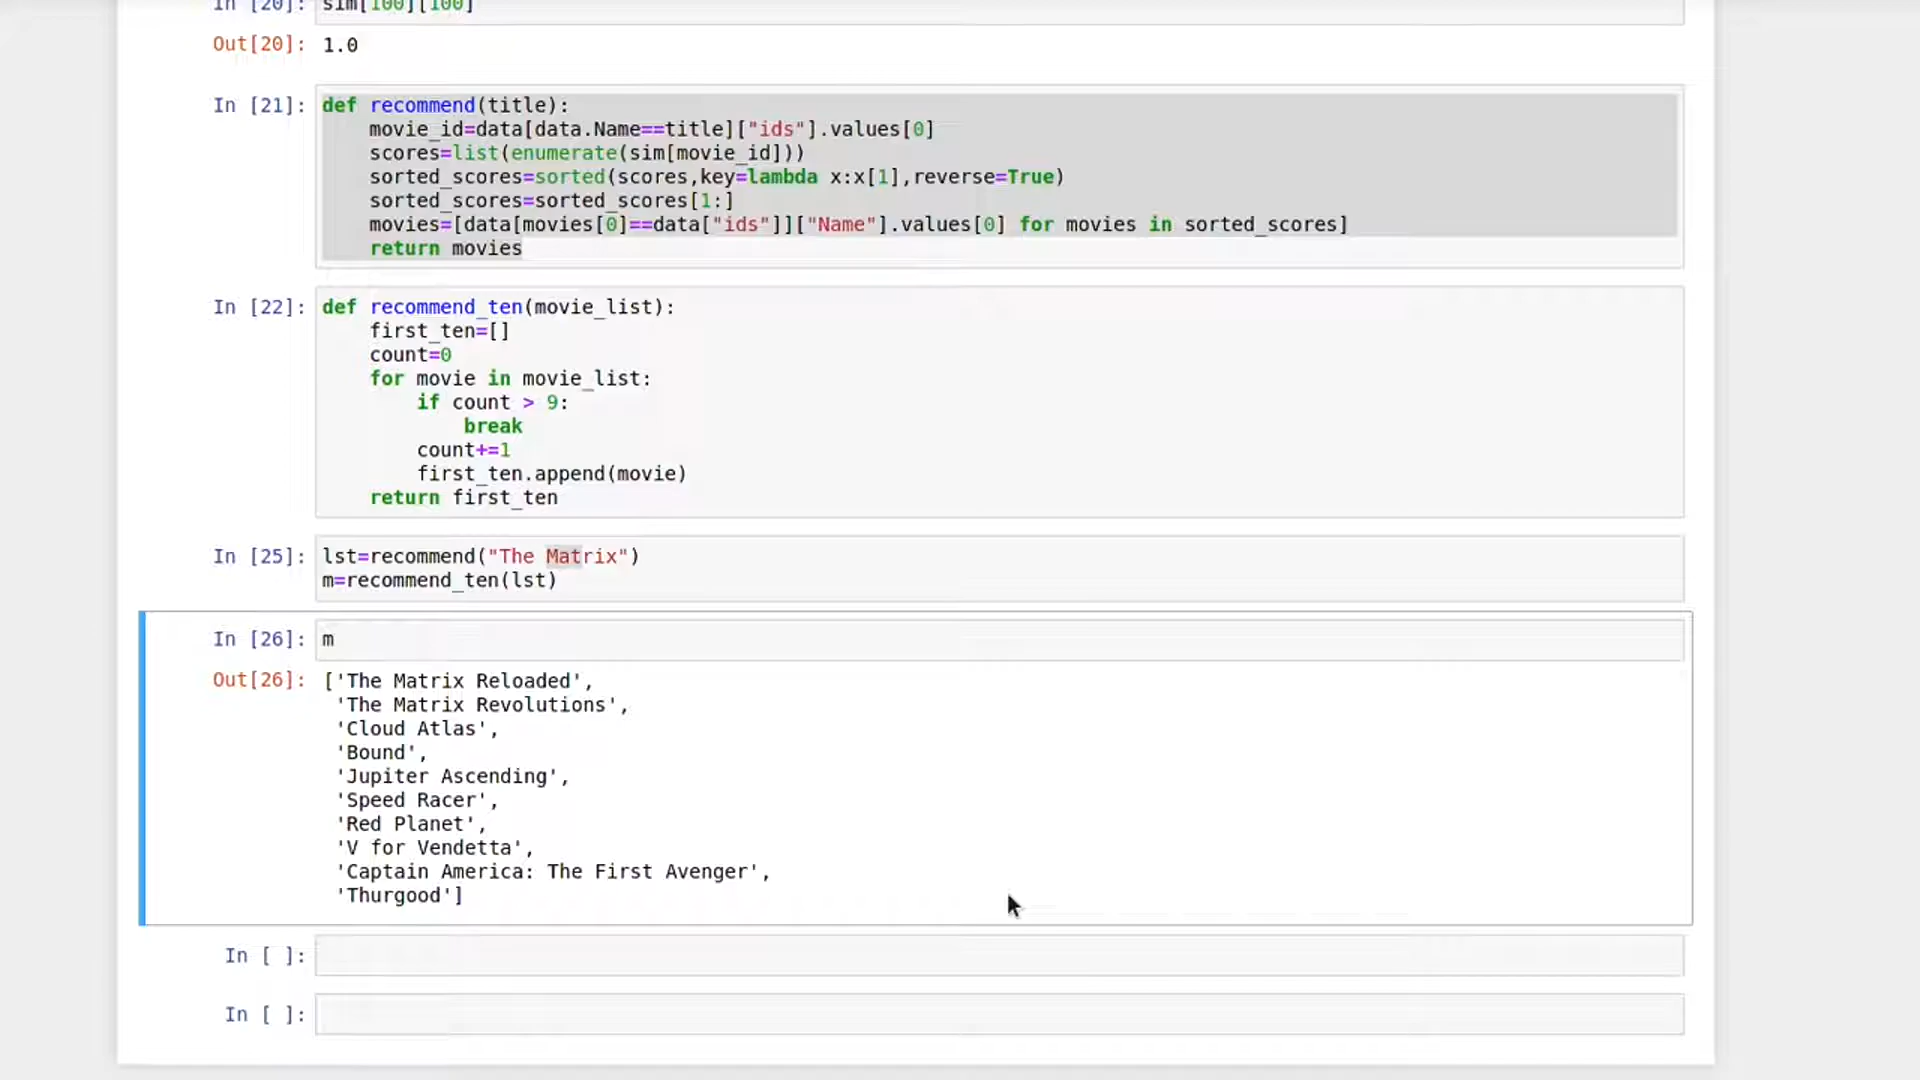 In [20]: sim[100][100]
Out[20]: 1.0
In [21]: def recommend(title):
    movie_id=data[data.Name==title]["ids"].values[0]
    scores=list(enumerate(sim[movie_id]))
    sorted_scores=sorted(scores,key=lambda x:x[1],reverse=True)
    sorted_scores=sorted_scores[1:]
    movies=[data[movies[0]==data["ids"]]["Name"].values[0] for movies in sorted_scores]
    return movies
In [22]: def recommend_ten(movie_list):
    first_ten=[]
    count=0
    for movie in movie_list:
        if count > 9:
            break
        count+=1
        first_ten.append(movie)
    return first_ten
In [25]: lst=recommend("The Matrix")
m=recommend_ten(lst)
In [26]: m
Out[26]: ['The Matrix Reloaded',
 'The Matrix Revolutions',
 'Cloud Atlas',
 'Bound',
 'Jupiter Ascending',
 'Speed Racer',
 'Red Planet',
 'V for Vendetta',
 'Captain America: The First Avenger',
 'Thurgood']
In [ ]:
In [ ]: